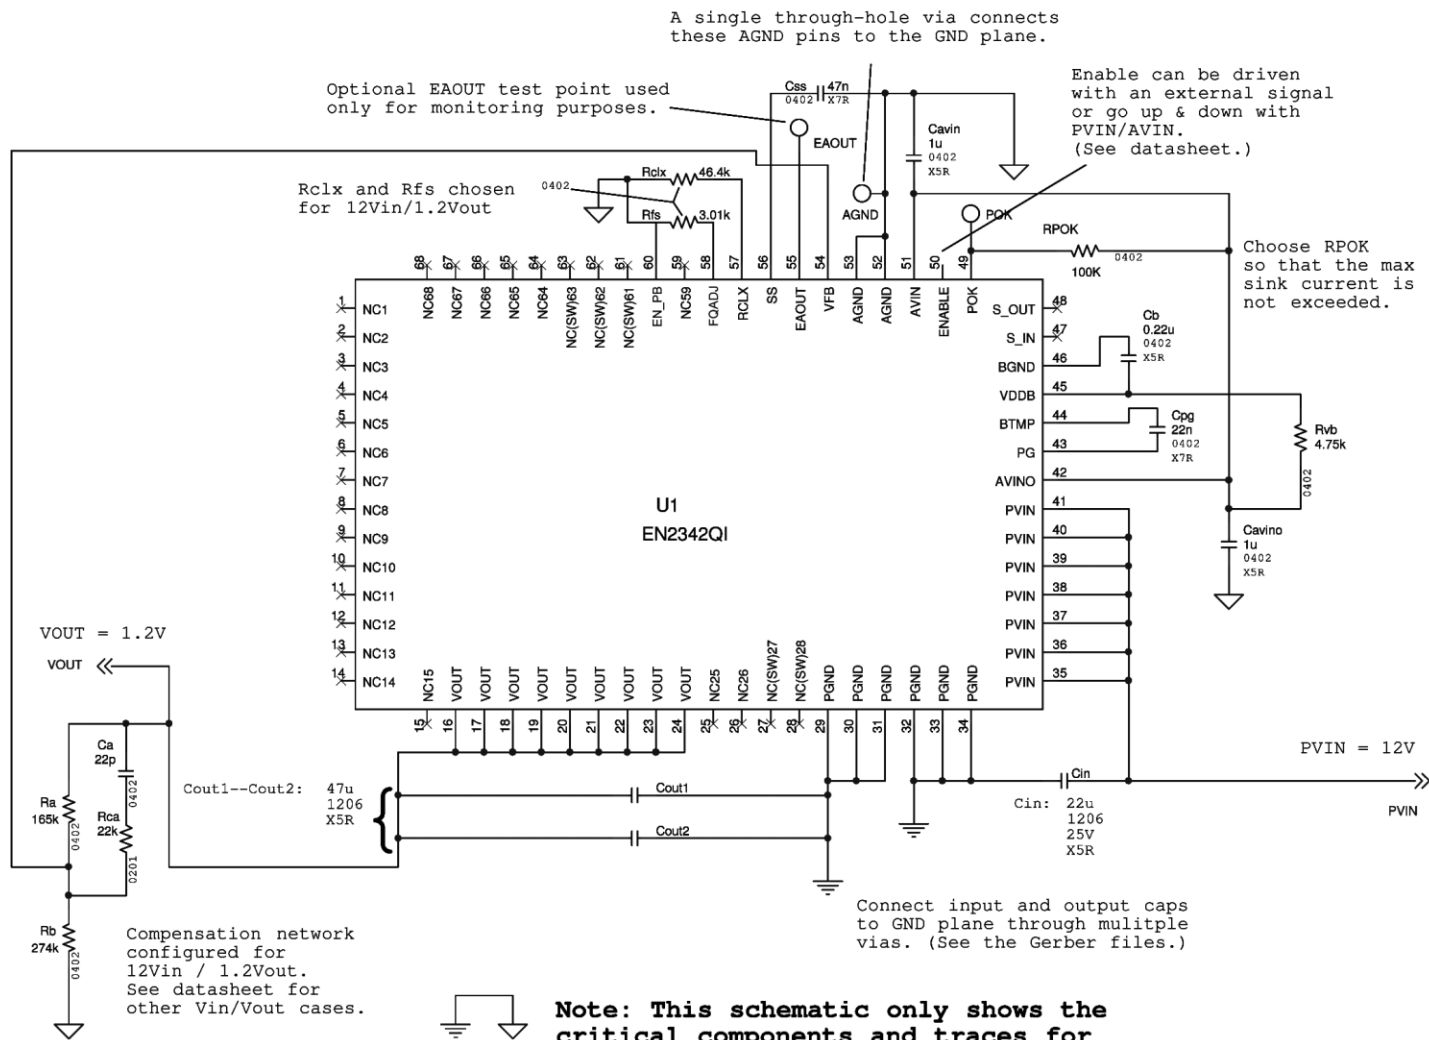 A single through-hole via connects
these AGND pins to the GND plane.
Optional EAOUT test point used
only for monitoring purposes.
Css
47n
0402
X7R
EAOUT
Cavin
1u
0402
X5R
Enable can be driven
with an external signal
or go up & down with
PVIN/AVIN.
(See datasheet.)
Rclx and Rfs chosen
for 12Vin/1.2Vout
0402
Rclx
46.4k
Rfs
3.01k
AGND
POK
RPOK
100K
0402
Choose RPOK
so that the max
sink current is
not exceeded.
68
67
66
65
64
63
62
61
60
59
58
57
56
55
54
53
52
51
50
49
NC68
NC67
NC66
NC65
NC64
NC(SW)63
NC(SW)62
NC(SW)61
EN_PB
NC59
FQADJ
RCLX
SS
EAOUT
VFB
AGND
AGND
AVIN
ENABLE
POK
1 NC1
2 NC2
3 NC3
4 NC4
5 NC5
6 NC6
7 NC7
8 NC8
9 NC9
10 NC10
11 NC11
12 NC12
13 NC13
14 NC14
U1
EN2342QI
S_OUT 48
S_IN 47
BGND 46
VDDB 45
BTMP 44
PG 43
AVINO 42
PVIN 41
PVIN 40
PVIN 39
PVIN 38
PVIN 37
PVIN 36
PVIN 35
Cb
0.22u
0402
X5R
Cpg
22n
0402
X7R
Rvb
4.75k
0402
Cavino
1u
0402
X5R
NC15
VOUT
VOUT
VOUT
VOUT
VOUT
VOUT
VOUT
VOUT
VOUT
NC25
NC26
NC(SW)27
NC(SW)28
PGND
PGND
PGND
PGND
PGND
PGND
15
16
17
18
19
20
21
22
23
24
25
26
27
28
29
30
31
32
33
34
VOUT = 1.2V
VOUT
Ca
22p
0402
Ra
165k
0402
Rca
22k
0201
Rb
274k
0402
Cout1--Cout2: 47u
1206
X5R
Cout1
Cout2
Cin
Cin: 22u
1206
25V
X5R
PVIN = 12V
PVIN
Connect input and output caps
to GND plane through mulitple
vias. (See the Gerber files.)
Compensation network
configured for
12Vin / 1.2Vout.
See datasheet for
other Vin/Vout cases.
Note: This schematic only shows the
critical components and traces for